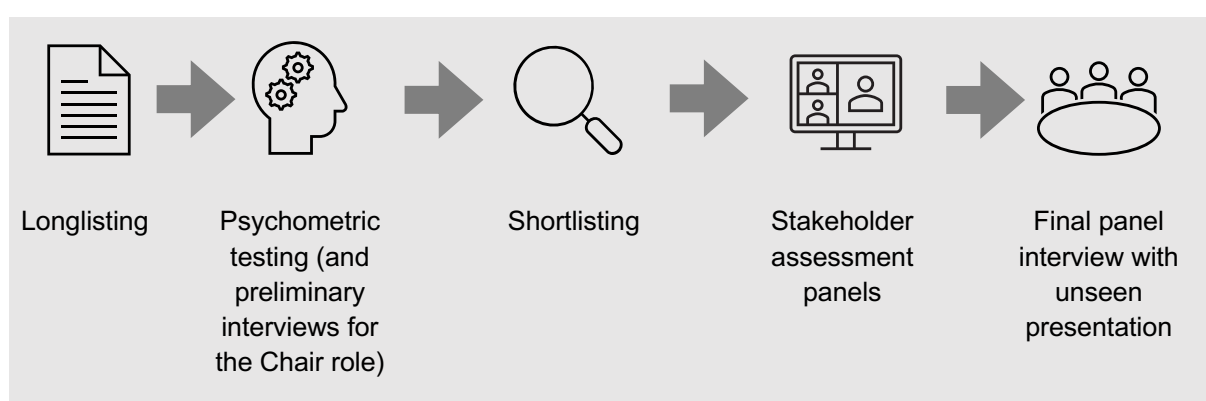 Longlisting
Psychometric
testing (and
preliminary
interviews for
the Chair role)
Shortlisting
Stakeholder
assessment
panels
Final panel
interview with
unseen
presentation